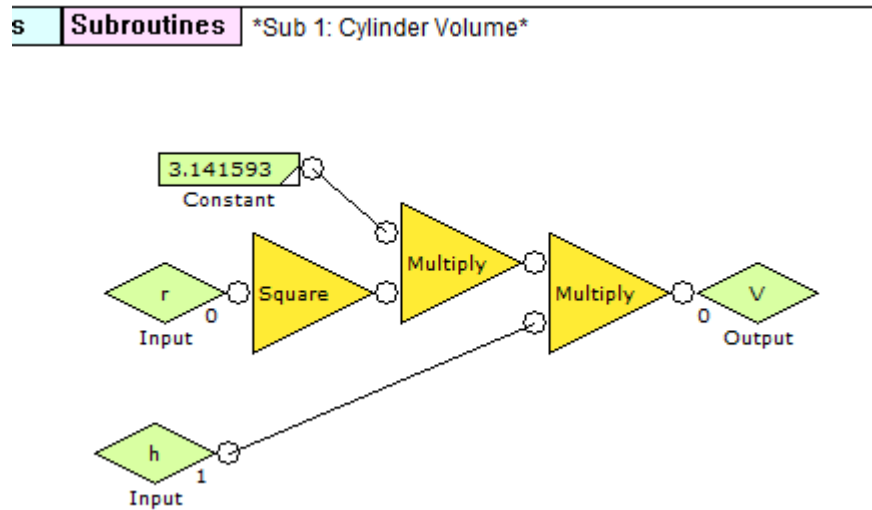 s Subroutines *Sub 1: Cylinder Volume*
3.141593
Constant
Multiply
r Square Multiply V
0 0
Input Output
h
1
Input